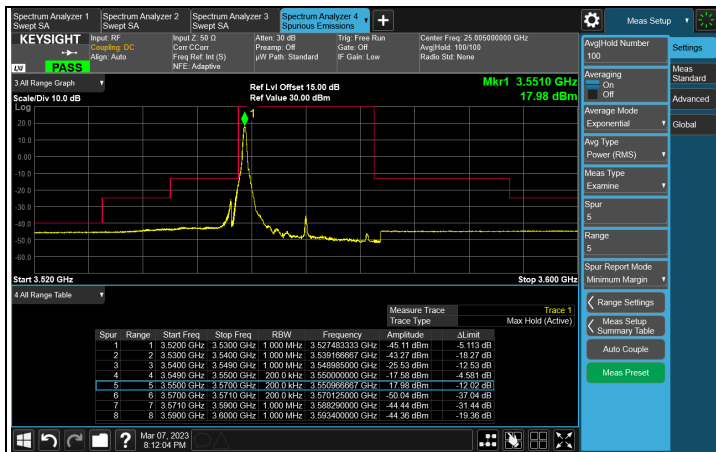 Spectrum Analyzer 1
Swept SA
Spectrum Analyzer 2
Swept SA
Spectrum Analyzer 3
Swept SA
Spectrum Analyzer 4
Spurious Emissions
Meas Setup
KEYSIGHT
LXI
PASS
Input: RF
Coupling: DC
Align: Auto
Input Z: 50 Ω
Corr CCorr
Freq Ref: Int (S)
NFE: Adaptive
Atten: 30 dB
Preamp: Off
µW Path: Standard
Trig: Free Run
Gate: Off
IF Gain: Low
Center Freq: 25.005000000 GHz
Avg|Hold: 100/100
Radio Std: None
3 All Range Graph
Scale/Div 10.0 dB
Ref Lvl Offset 15.00 dB
Ref Value 30.00 dBm
Mkr1 3.5510 GHz
17.98 dBm
Log
20.0
10.0
0.00
-10.0
-20.0
-30.0
-40.0
-50.0
-60.0
1
Start 3.520 GHz
Stop 3.600 GHz
4 All Range Table
Measure Trace Trace 1
Trace Type Max Hold (Active)
Spur Range Start Freq Stop Freq RBW Frequency Amplitude ΔLimit
1 1 3.5200 GHz 3.5300 GHz 1.000 MHz 3.527483333 GHz -45.11 dBm -5.113 dB
2 2 3.5300 GHz 3.5400 GHz 1.000 MHz 3.539166667 GHz -43.27 dBm -18.27 dB
3 3 3.5400 GHz 3.5490 GHz 1.000 MHz 3.548985000 GHz -25.53 dBm -12.53 dB
4 4 3.5490 GHz 3.5500 GHz 200.0 kHz 3.550000000 GHz -17.58 dBm -4.581 dB
5 5 3.5500 GHz 3.5700 GHz 200.0 kHz 3.550966667 GHz 17.98 dBm -12.02 dB
6 6 3.5700 GHz 3.5710 GHz 200.0 kHz 3.570125000 GHz -50.04 dBm -37.04 dB
7 7 3.5710 GHz 3.5900 GHz 1.000 MHz 3.588290000 GHz -44.44 dBm -31.44 dB
8 8 3.5900 GHz 3.6000 GHz 1.000 MHz 3.593400000 GHz -44.36 dBm -19.36 dB
Avg|Hold Number
100
Averaging
On
Off
Average Mode
Exponential
Avg Type
Power (RMS)
Meas Type
Examine
Spur
5
Range
5
Spur Report Mode
Minimum Margin
Range Settings
Meas Setup
Summary Table
Auto Couple
Meas Preset
Settings
Meas
Standard
Advanced
Global
?
Mar 07, 2023
8:12:04 PM